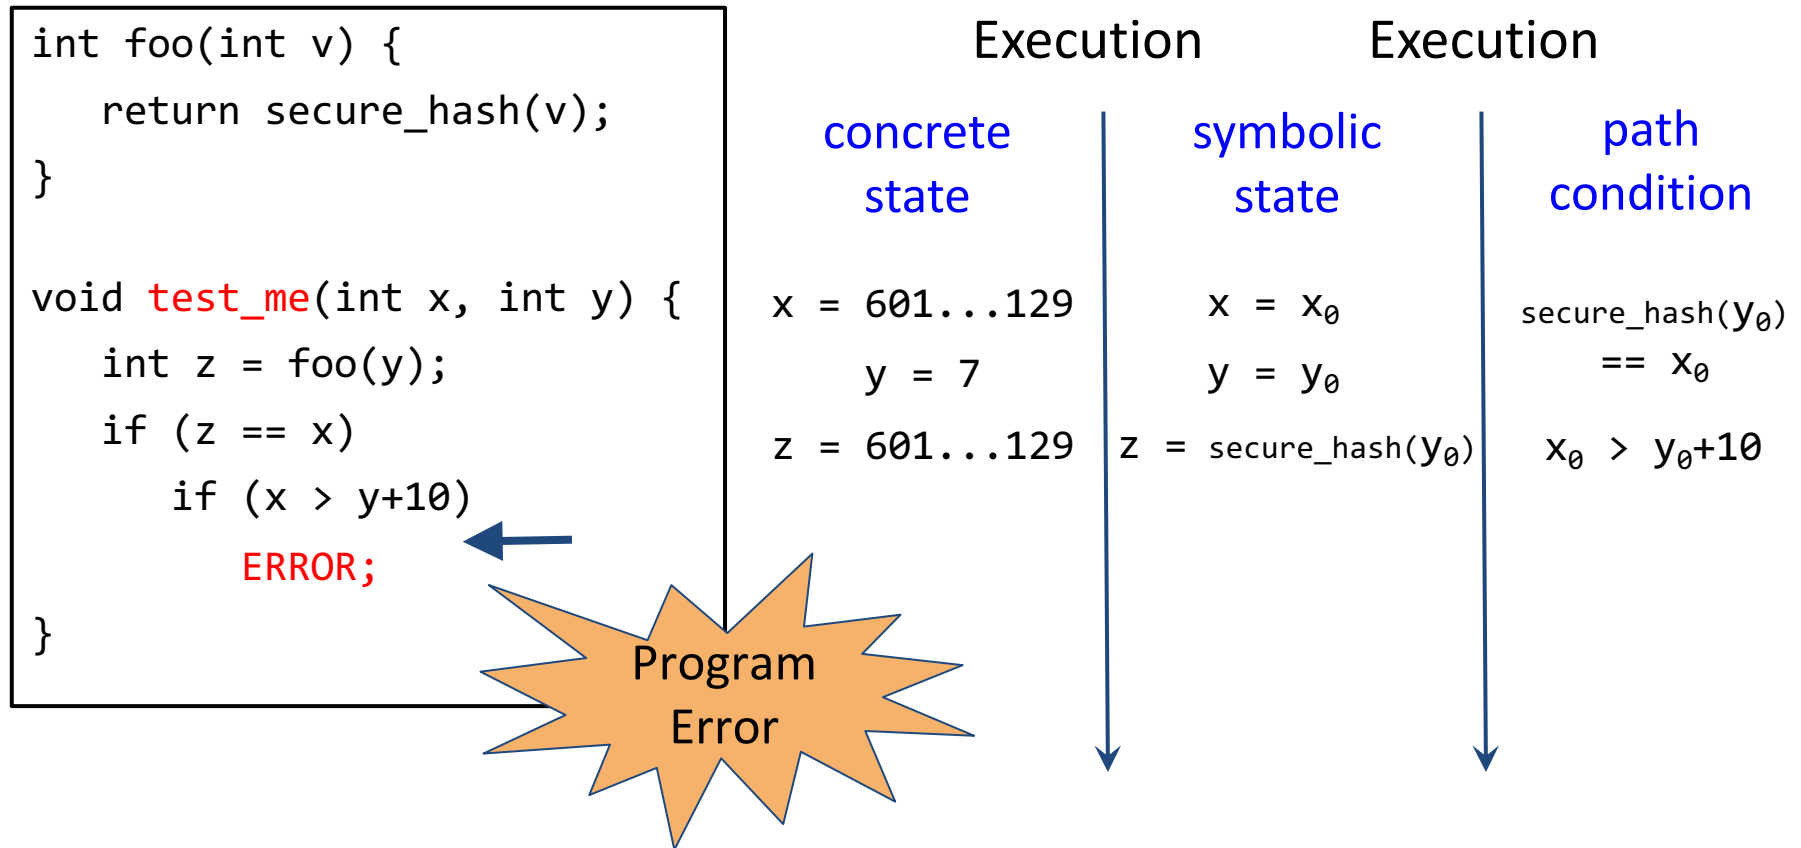 int foo(int v) {
   return secure_hash(v);
}
void test_me(int x, int y) {
   int z = foo(y);
   if (z == x)
      if (x > y+10)
         ERROR;
}
Program
Error
Execution
Execution
concrete
state
x = 601...129
y = 7
z = 601...129
symbolic
state
x = x₀
y = y₀
z = secure_hash(y₀)
path
condition
secure_hash(y₀)
== x₀
x₀ > y₀+10